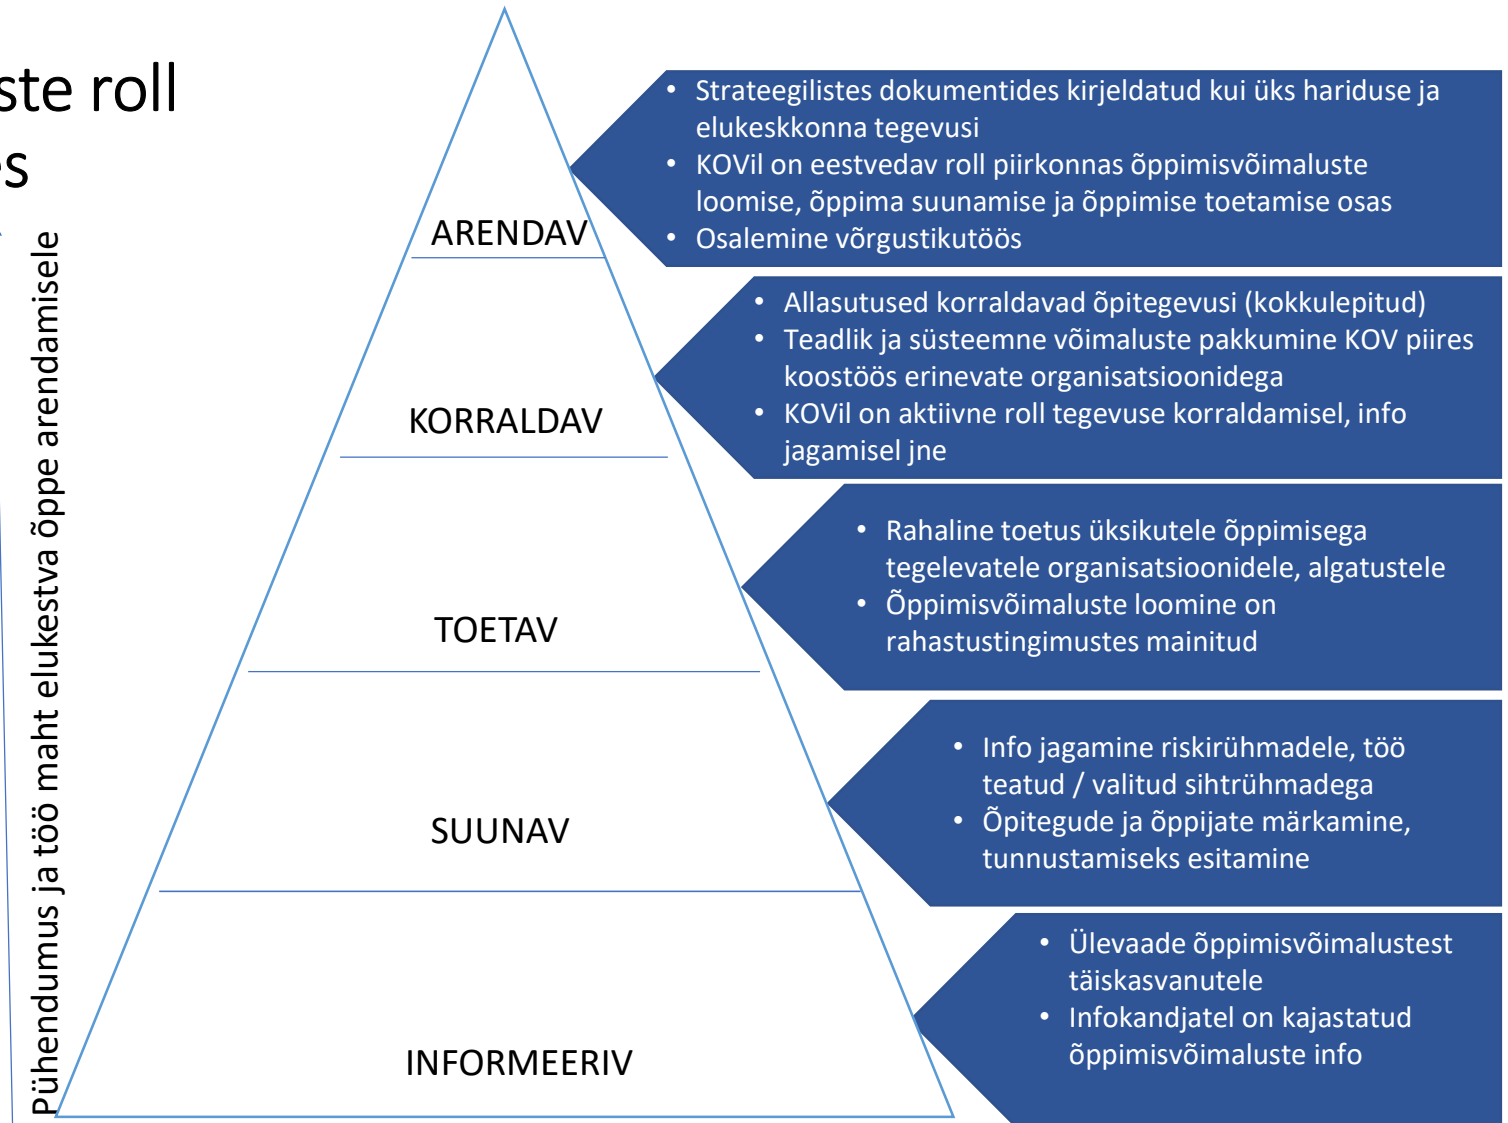 ste roll
es
Pühendumus ja töö maht elukestva õppe arendamisele
ARENDAV
• Strateegilistes dokumentides kirjeldatud kui üks hariduse ja
elukeskkonna tegevusi
• KOVil on eestvedav roll piirkonnas õppimisvõimaluste
loomise, õppima suunamise ja õppimise toetamise osas
• Osalemine võrgustikutöös
KORRALDAV
• Allasutused korraldavad õpitegevusi (kokkulepitud)
• Teadlik ja süsteemne võimaluste pakkumine KOV piires
koostöös erinevate organisatsioonidega
• KOVil on aktiivne roll tegevuse korraldamisel, info
jagamisel jne
TOETAV
• Rahaline toetus üksikutele õppimisega
tegelevatele organisatsioonidele, algatustele
• Õppimisvõimaluste loomine on
rahastustingimustes mainitud
SUUNAV
• Info jagamine riskirühmadele, töö
teatud / valitud sihtrühmadega
• Õpitegude ja õppijate märkamine,
tunnustamiseks esitamine
INFORMEERIV
• Ülevaade õppimisvõimalustest
täiskasvanutele
• Infokandjatel on kajastatud
õppimisvõimaluste info